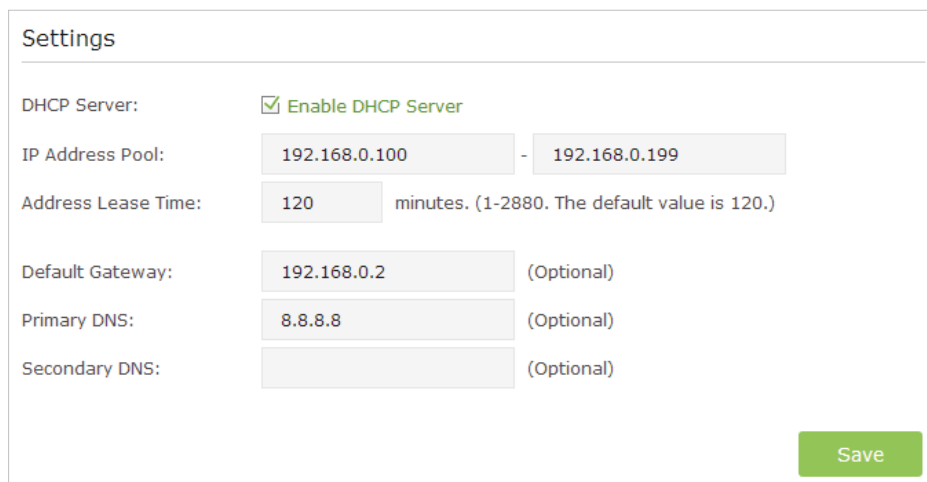 Settings
DHCP Server: Enable DHCP Server
IP Address Pool: 192.168.0.100 - 192.168.0.199
Address Lease Time: 120 minutes. (1-2880. The default value is 120.)
Default Gateway: 192.168.0.2 (Optional)
Primary DNS: 8.8.8.8 (Optional)
Secondary DNS: (Optional)
Save